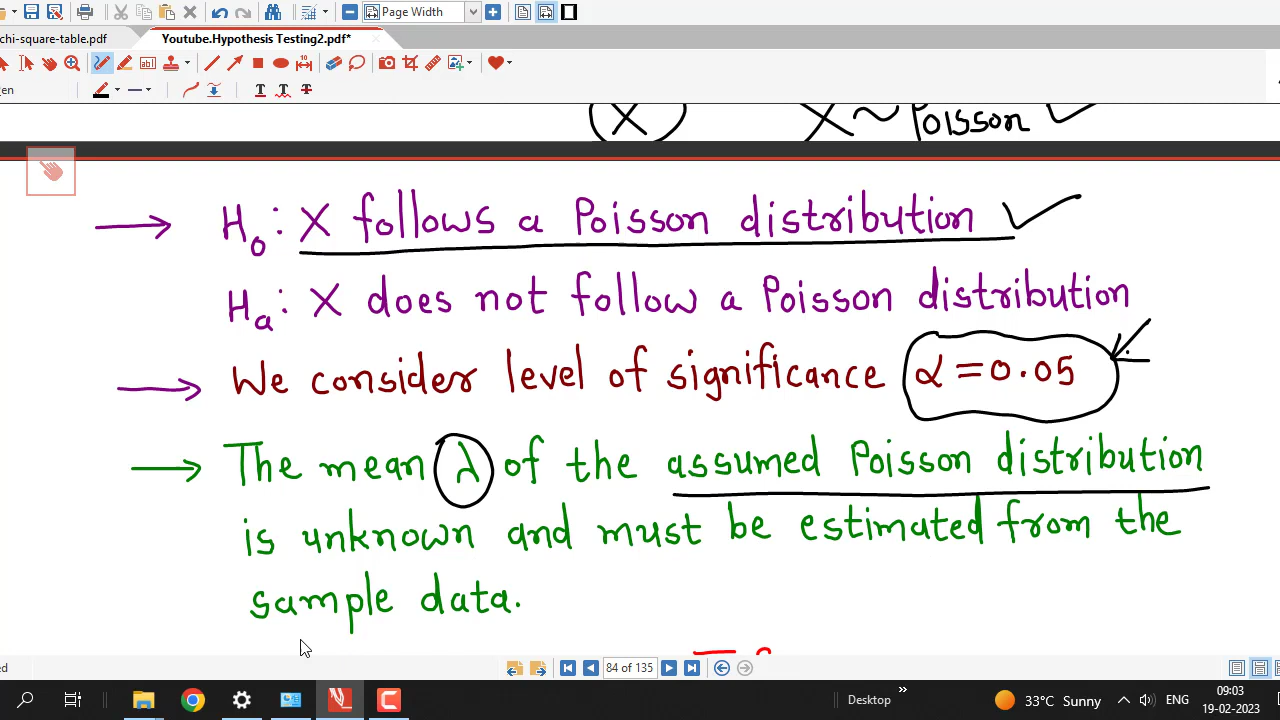 Page Width
chi-square-table.pdf
Youtube.Hypothesis Testing2.pdf*
en
X X ~ Poisson
H0: X follows a Poisson distribution
Ha: X does not follow a Poisson distribution
We consider level of significance α = 0.05
The mean λ of the assumed Poisson distribution
is unknown and must be estimated from the
sample data.
ed
84 of 135
Desktop
33°C Sunny
ENG
09:03
19-02-2023